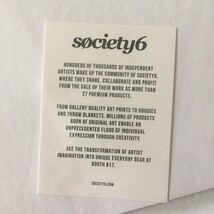 society6
HUNDREDS OF THOUSANDS OF INDEPENDENT
ARTISTS MAKE UP THE COMMUNITY OF SOCIETY6,
WHERE THEY SHARE, COLLABORATE AND PROFIT
FROM THE SALE OF THEIR WORK AS MORE THAN
27 PREMIUM PRODUCTS.
FROM GALLERY QUALITY ART PRINTS TO HOODIES
AND THROW BLANKETS, MILLIONS OF PRODUCTS
BORN OF ORIGINAL ART ENABLE AN
UNPRECEDENTED FLOOD OF INDIVIDUAL
EXPRESSION THROUGH CREATIVITY.
SEE THE TRANSFORMATION OF ARTIST
IMAGINATION INTO UNIQUE EVERYDAY GEAR AT
BOOTH B17.
SOCIETY6.COM